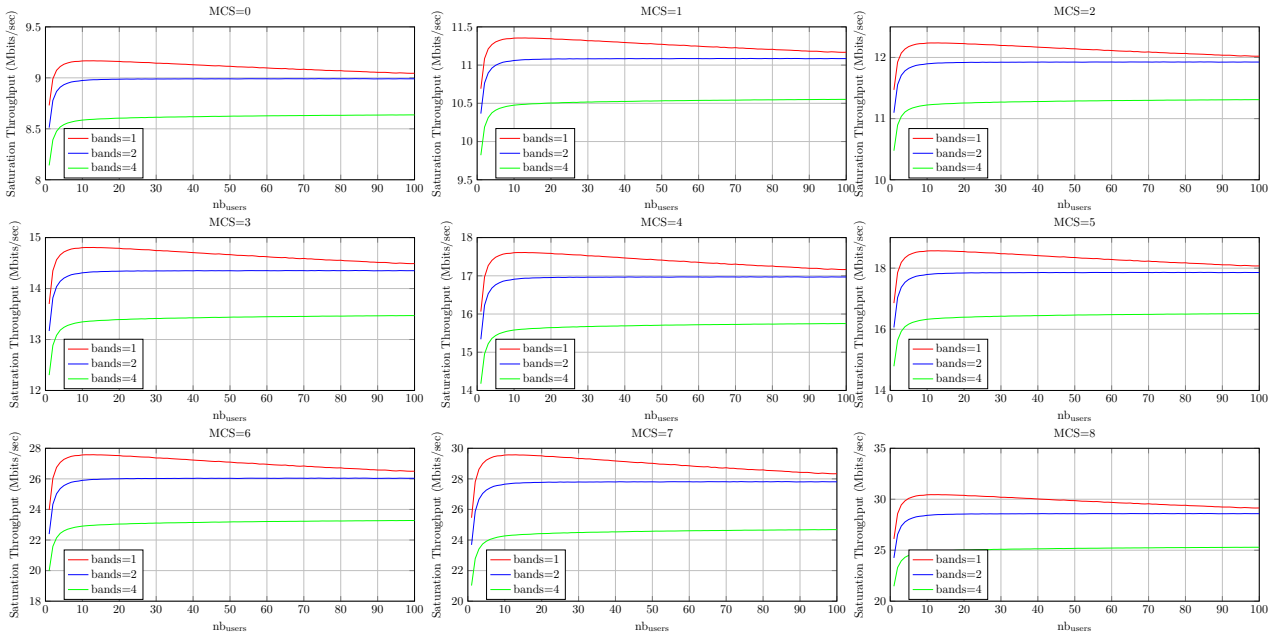 MCS=0
Saturation Throughput (Mbits/sec)
9.5
9
8.5
8
bands=1
bands=2
bands=4
0 10 20 30 40 50 60 70 80 90 100
nb_users
MCS=1
Saturation Throughput (Mbits/sec)
11.5
11
10.5
10
9.5
bands=1
bands=2
bands=4
0 10 20 30 40 50 60 70 80 90 100
nb_users
MCS=2
Saturation Throughput (Mbits/sec)
12
11
10
bands=1
bands=2
bands=4
0 10 20 30 40 50 60 70 80 90 100
nb_users
MCS=3
Saturation Throughput (Mbits/sec)
15
14
13
12
bands=1
bands=2
bands=4
0 10 20 30 40 50 60 70 80 90 100
nb_users
MCS=4
Saturation Throughput (Mbits/sec)
18
17
16
15
14
bands=1
bands=2
bands=4
0 10 20 30 40 50 60 70 80 90 100
nb_users
MCS=5
Saturation Throughput (Mbits/sec)
18
16
14
bands=1
bands=2
bands=4
0 10 20 30 40 50 60 70 80 90 100
nb_users
MCS=6
Saturation Throughput (Mbits/sec)
28
26
24
22
20
18
bands=1
bands=2
bands=4
0 10 20 30 40 50 60 70 80 90 100
nb_users
MCS=7
Saturation Throughput (Mbits/sec)
30
28
26
24
22
20
bands=1
bands=2
bands=4
0 10 20 30 40 50 60 70 80 90 100
nb_users
MCS=8
Saturation Throughput (Mbits/sec)
35
30
25
20
bands=1
bands=2
bands=4
0 10 20 30 40 50 60 70 80 90 100
nb_users